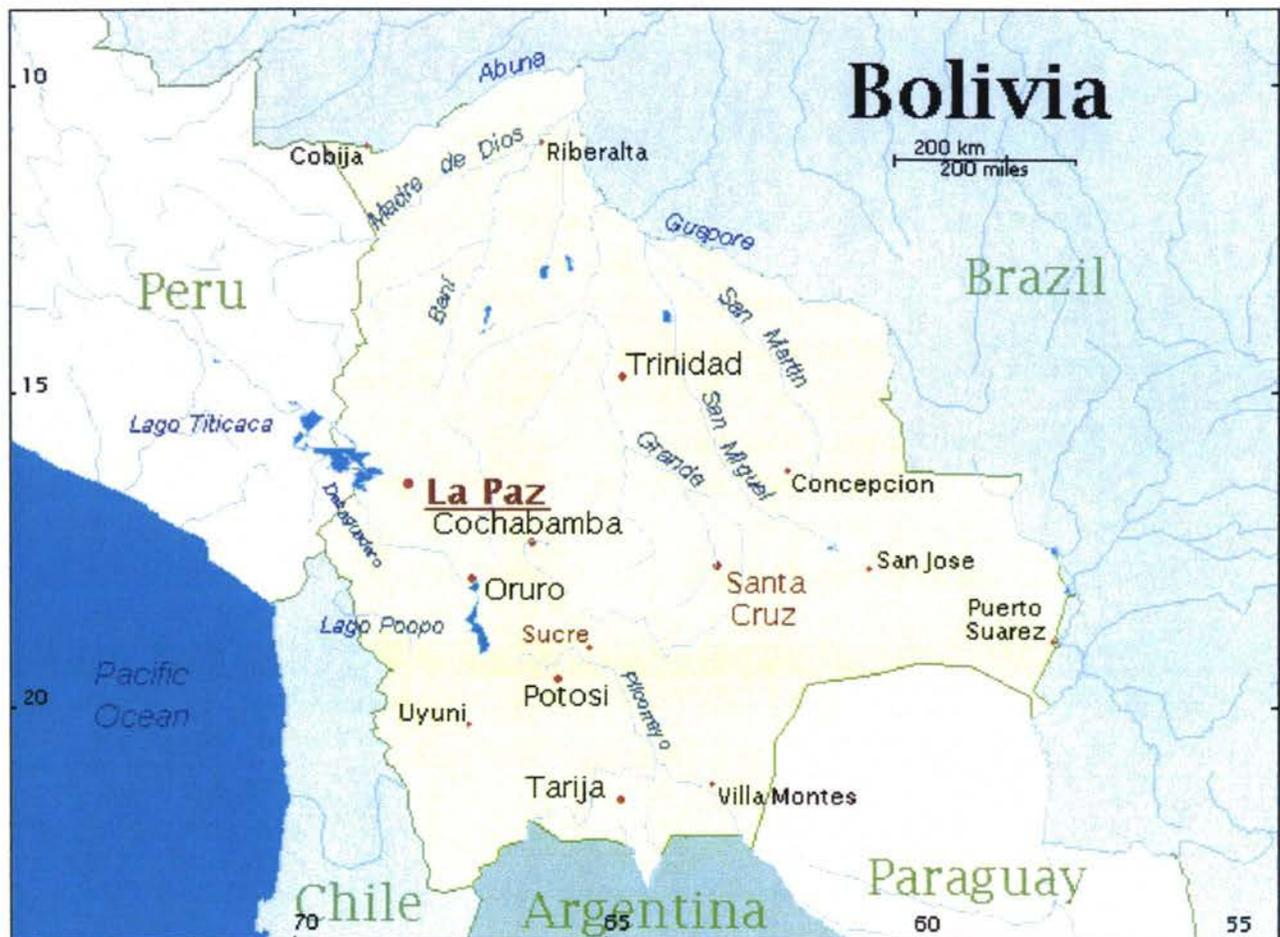 Bolivia
200 km
200 miles
10
Abuna
Cobija
Madre de Dios
Riberalta
Guapore
Peru
Brazil
Beni
San Martin
15
Trinidad
Lago Titicaca
San Miguel
Grande
La Paz
Concepcion
Cochabamba
San Jose
Oruro
Santa
Cruz
Puerto
Suarez
Lago Poopo
Sucre
Pacific
Ocean
20
Potosi
Pilcomayo
Uyuni
Tarija
Villa Montes
Paraguay
Chile
Argentina
70
65
60
55